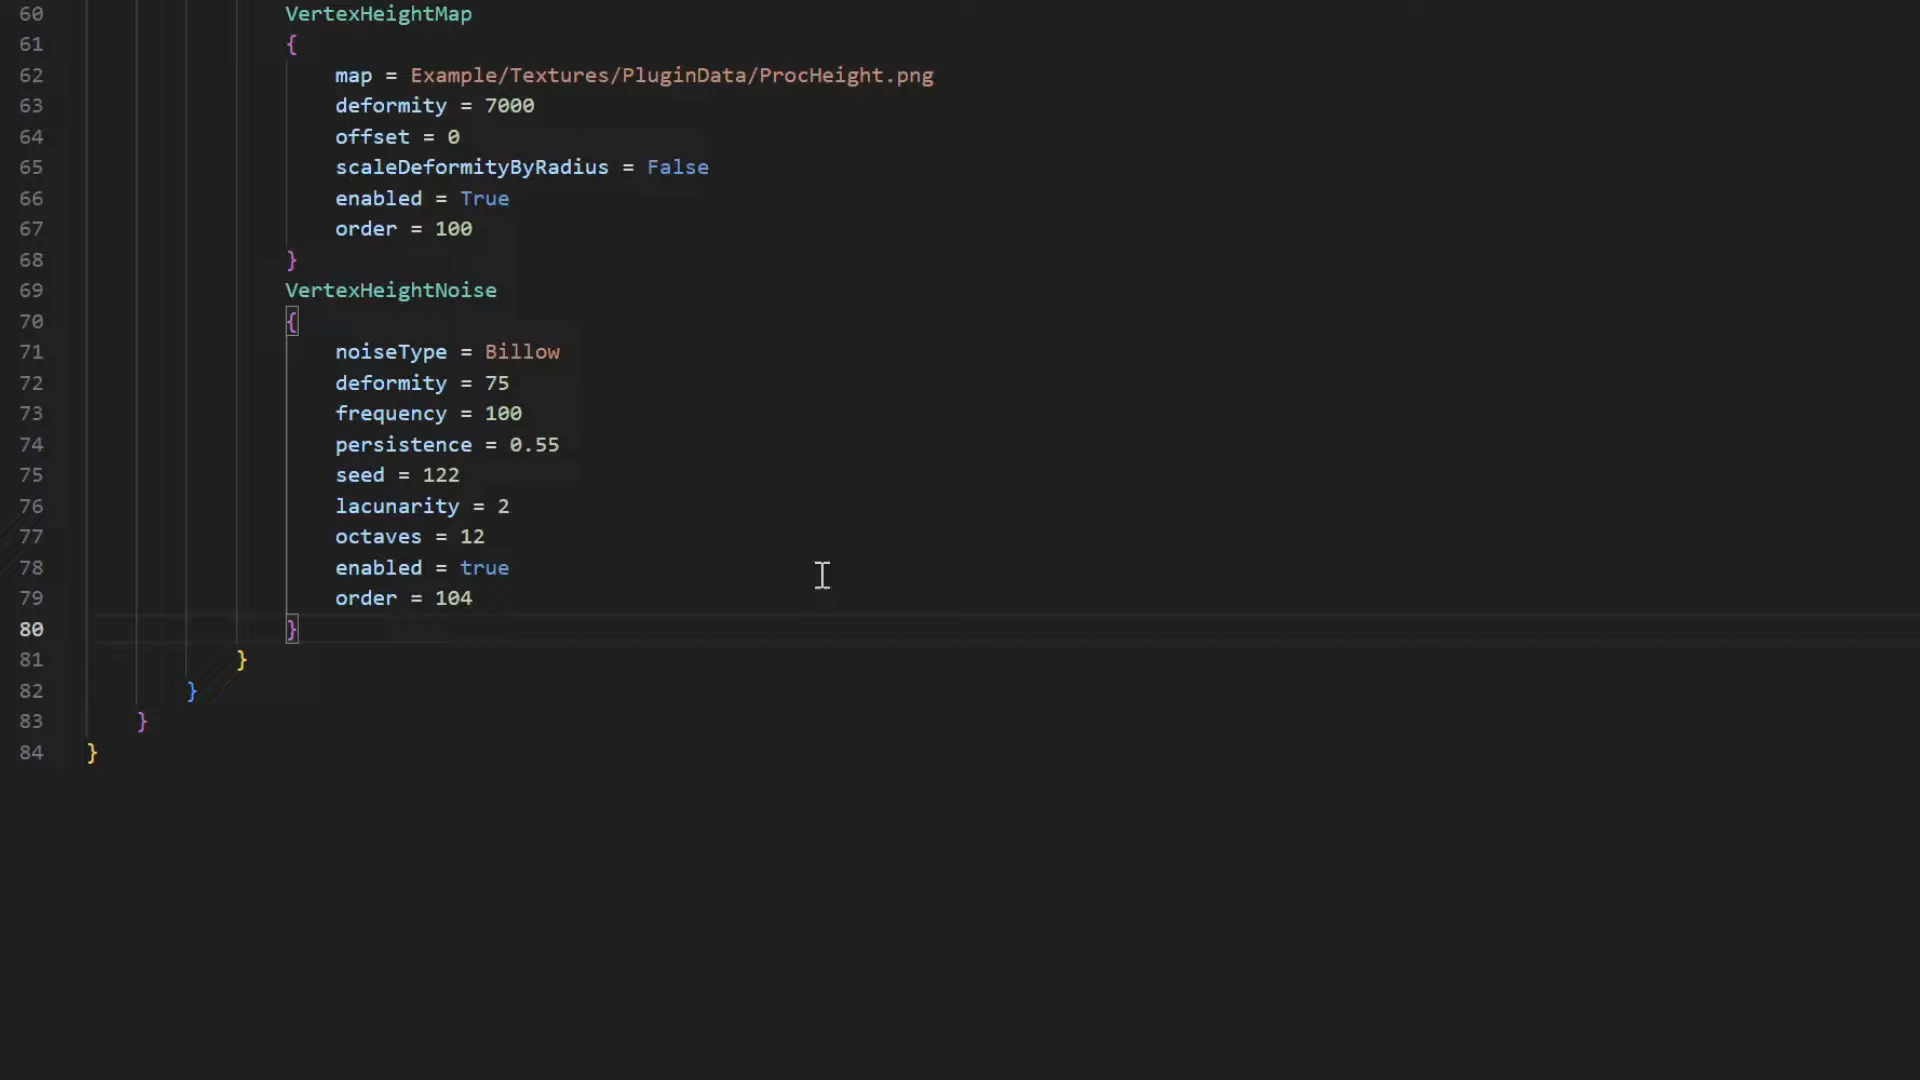 60 VertexHeightMap
61 {
62 map = Example/Textures/PluginData/ProcHeight.png
63 deformity = 7000
64 offset = 0
65 scaleDeformityByRadius = False
66 enabled = True
67 order = 100
68 }
69 VertexHeightNoise
70 {
71 noiseType = Billow
72 deformity = 75
73 frequency = 100
74 persistence = 0.55
75 seed = 122
76 lacunarity = 2
77 octaves = 12
78 enabled = true
79 order = 104
80 }
81 }
82 }
83 }
84 }